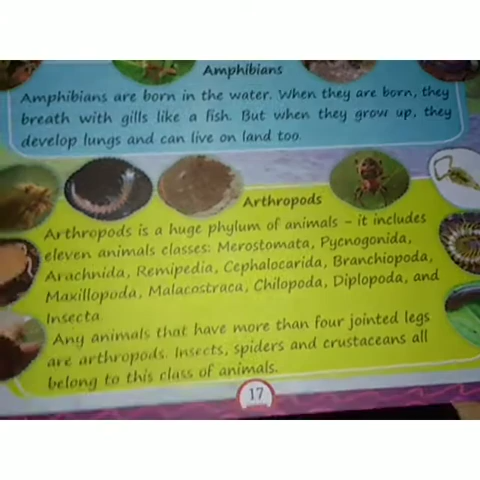 Amphibians
Amphibians are born in the water. When they are born, they
breath with gills like a fish. But when they grow up, they
develop lungs and can live on land too.
Arthropods
Arthropods is a huge phylum of animals - it includes
eleven animals classes: Merostomata, Pycnogonida,
Arachnida, Remipedia, Cephalocarida, Branchiopoda,
Maxillopoda, Malacostraca, Chilopoda, Diplopoda, and
Insecta.
Any animals that have more than four jointed legs
are arthropods. Insects, spiders and crustaceans all
belong to this class of animals.
17